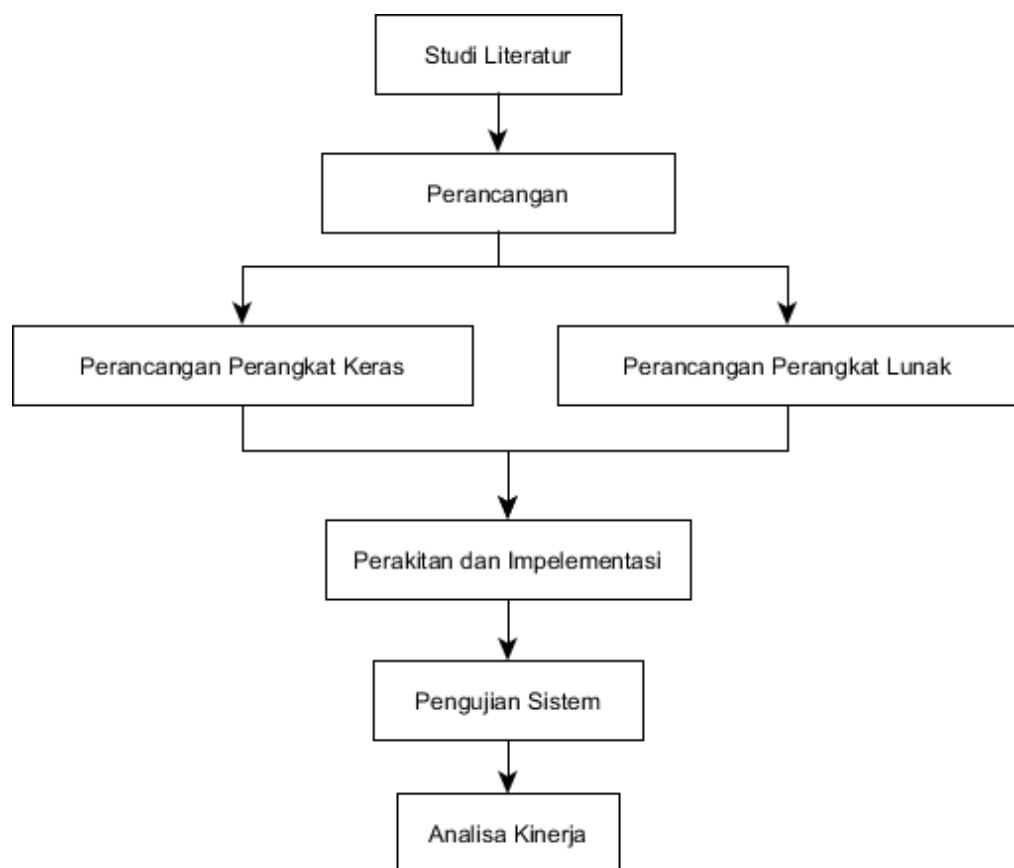 Studi Literatur
Perancangan
Perancangan Perangkat Keras
Perancangan Perangkat Lunak
Perakitan dan Impelementasi
Pengujian Sistem
Analisa Kinerja